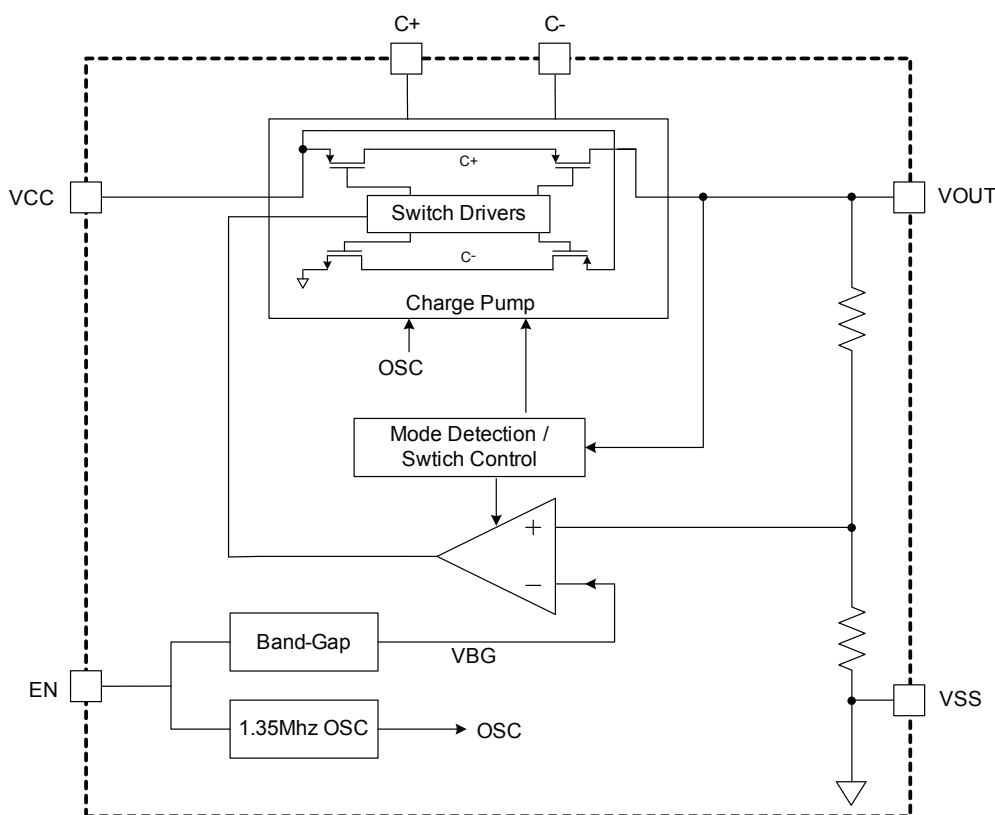 C+
C-
C+
VCC
Switch Drivers
VOUT
C-
Charge Pump
OSC
Mode Detection /
Swtich Control
+
−
Band-Gap
VBG
EN
VSS
1.35Mhz OSC
OSC